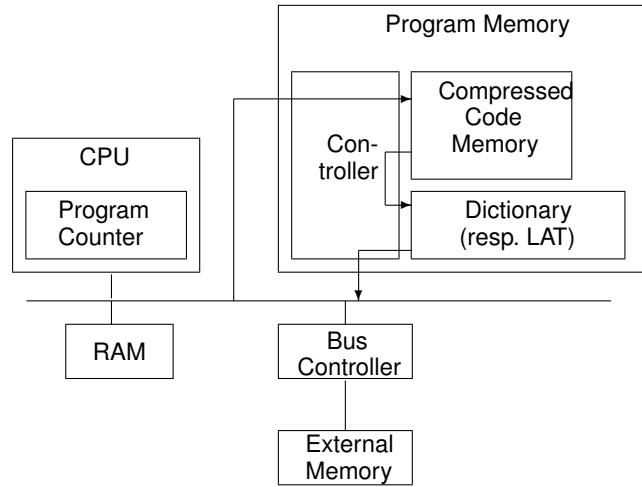 Program Memory
Compressed
Code
Memory
Con-
troller
CPU
Program
Counter
Dictionary
(resp. LAT)
RAM
Bus
Controller
External
Memory